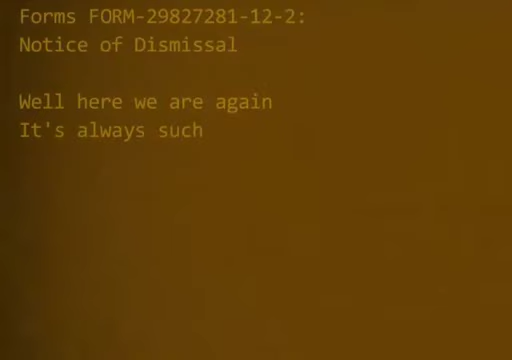 Forms FORM-29827281-12-2:
Notice of Dismissal

Well here we are again
It's always such